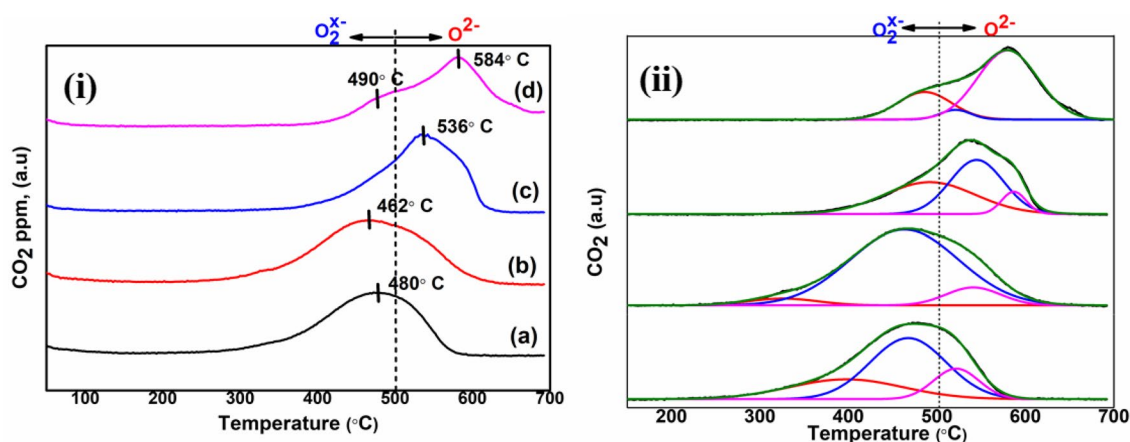 O₂ˣ⁻ O²⁻
(i)
490° C
584° C
(d)
536° C
(c)
462° C
(b)
480° C
(a)
CO₂ ppm, (a.u)
100 200 300 400 500 600 700
Temperature (°C)
O₂ˣ⁻ O²⁻
(ii)
CO₂ (a.u)
200 300 400 500 600 700
Temperature (°C)